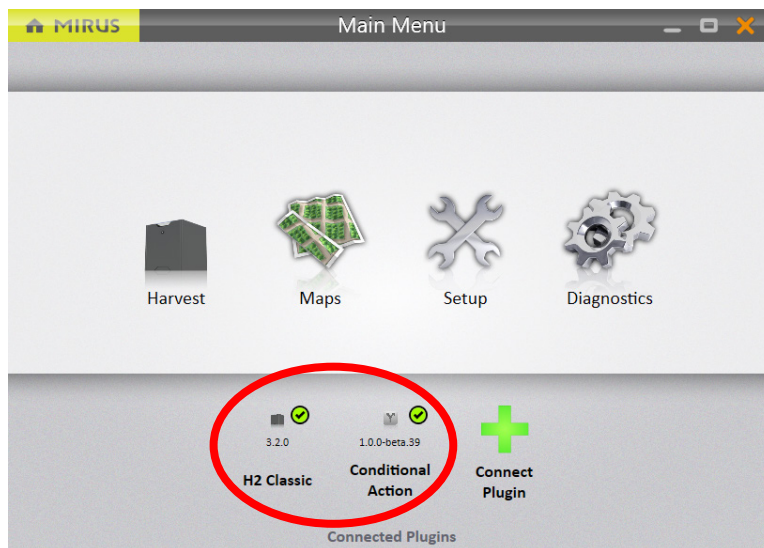 MIRUS
Main Menu
Harvest
Maps
Setup
Diagnostics
3.2.0
1.0.0-beta.39
H2 Classic
Conditional
Action
Connect
Plugin
Connected Plugins